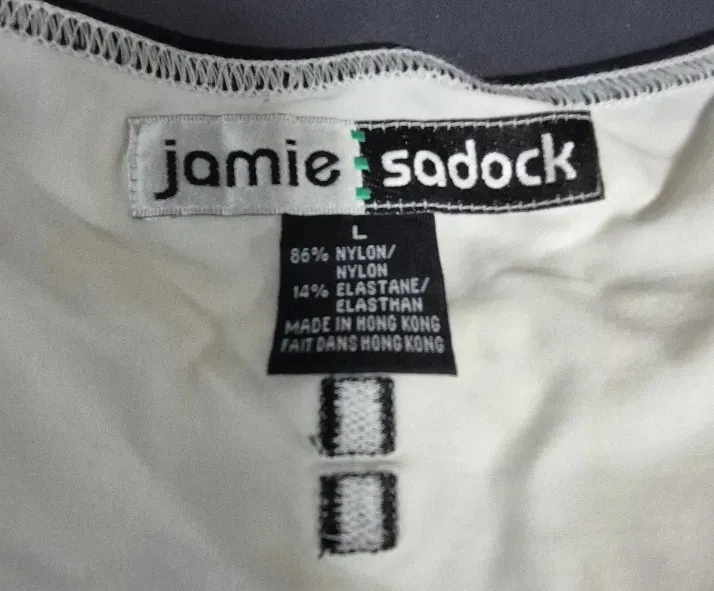 jamie sadock
L
86% NYLON/
NYLON
14% ELASTANE/
ELASTHAN
MADE IN HONG KONG
FAIT DANS HONG KONG